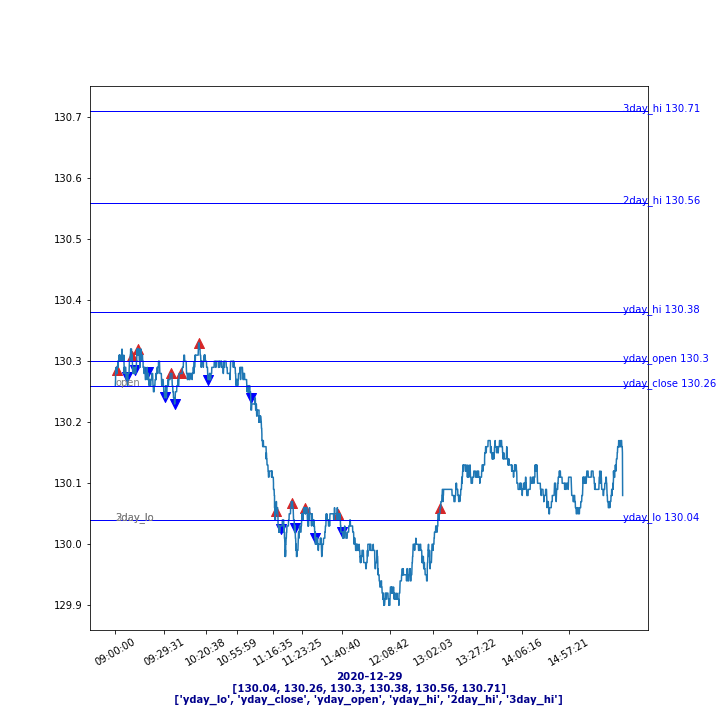 130.7
130.6
130.5
130.4
130.3
130.2
130.1
130.0
129.9
3day_hi 130.71
2day_hi 130.56
yday_hi 130.38
yday_open 130.3
yday_close 130.26
yday_lo 130.04
open
09:00:00
09:29:31
10:20:38
10:55:59
11:16:35
11:23:25
11:40:40
12:08:42
13:02:03
13:27:22
14:06:16
14:57:21
2020-12-29
[130.04, 130.26, 130.3, 130.38, 130.56, 130.71]
['yday_lo', 'yday_close', 'yday_open', 'yday_hi', '2day_hi', '3day_hi']